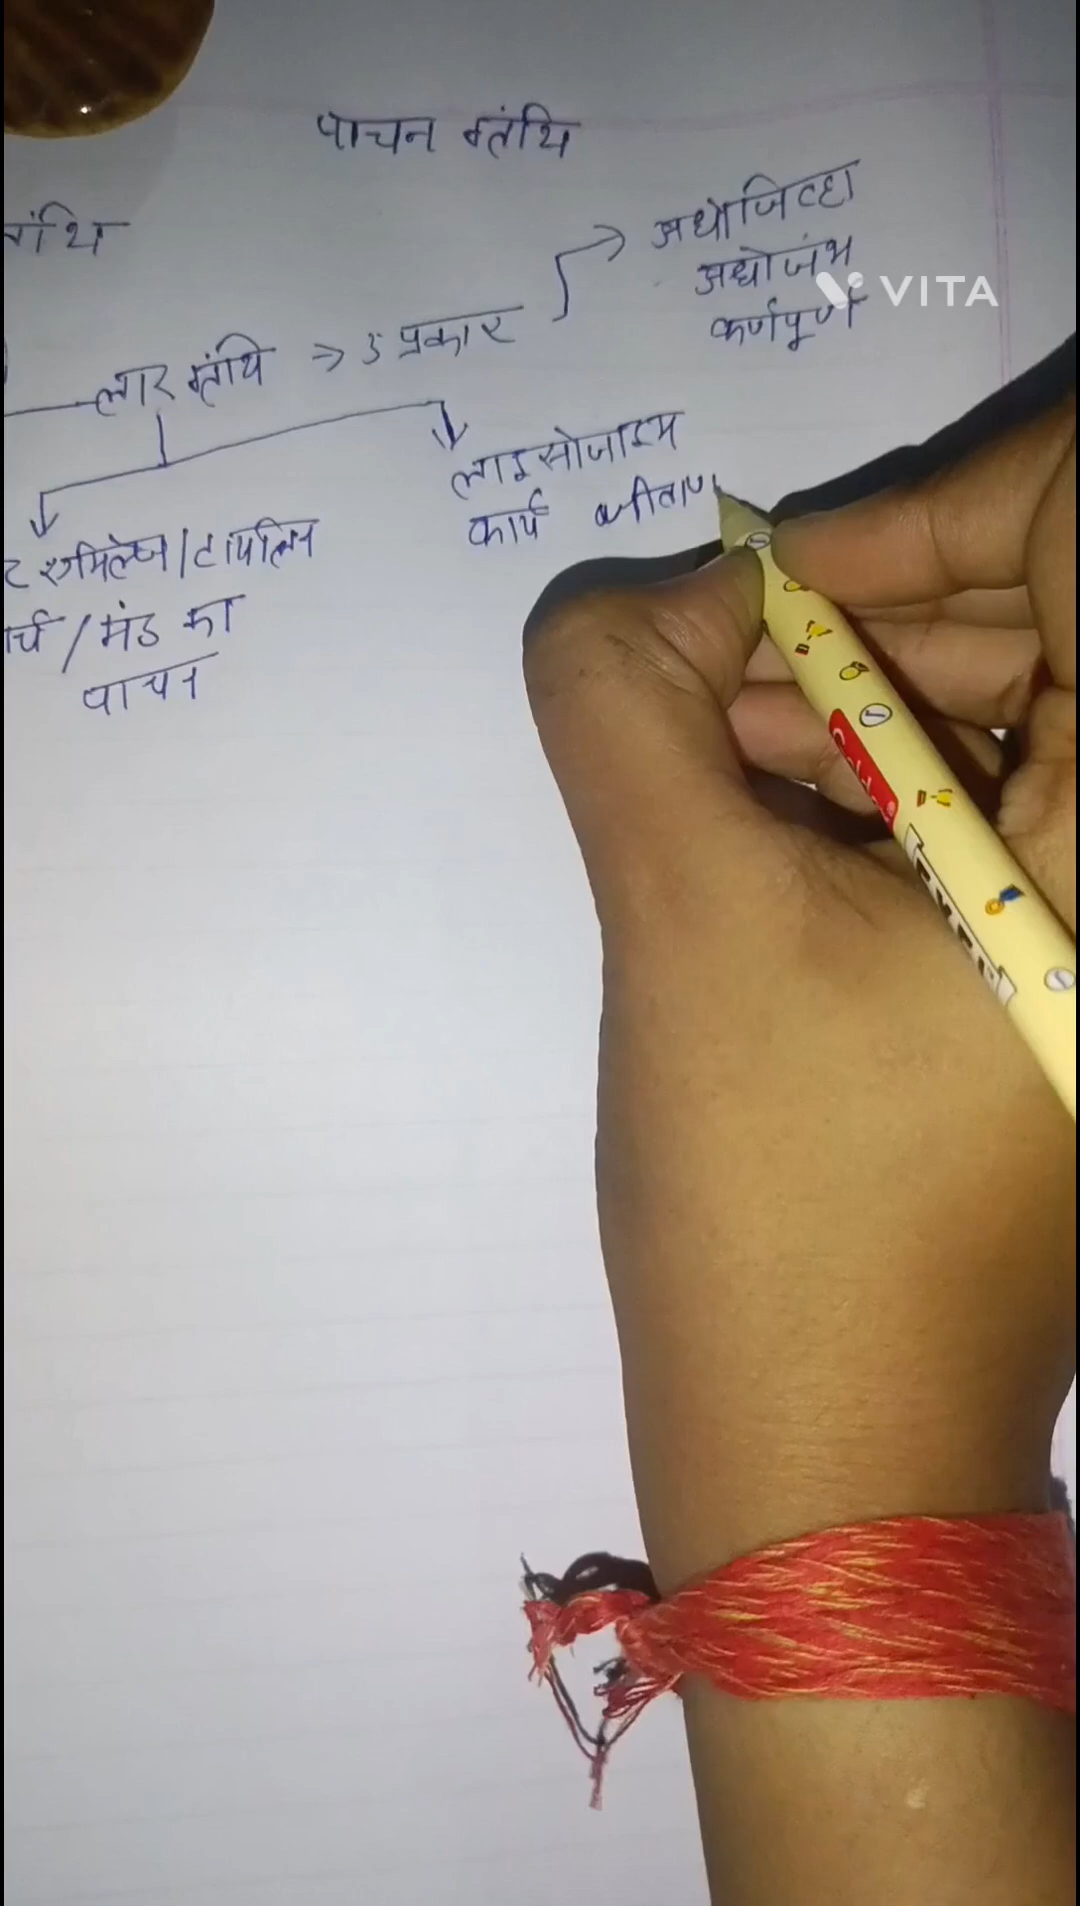 पाचन ग्रंथि
ग्रंथि
अधोजिव्हा
अधोजंभ
कर्णपूर्ण
VITA
लार ग्रंथि ⇒ 3 प्रकार
लाइसोजाइम
कार्य जीवाण
एमिलेज/टायलिन
र्च / मंड का
पाचन